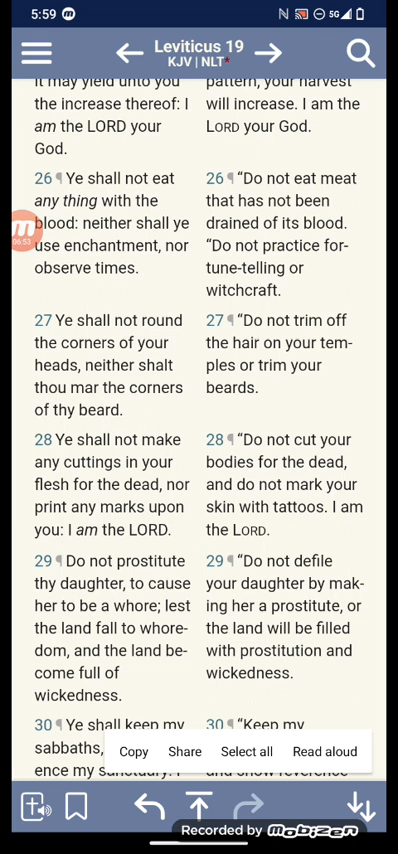 5:59
5G
Leviticus 19
KJV | NLT*
it may yield unto you
the increase thereof: I
am the LORD your
God.
26 ¶ Ye shall not eat
any thing with the
blood: neither shall ye
use enchantment, nor
observe times.
27 Ye shall not round
the corners of your
heads, neither shalt
thou mar the corners
of thy beard.
28 Ye shall not make
any cuttings in your
flesh for the dead, nor
print any marks upon
you: I am the LORD.
29 ¶ Do not prostitute
thy daughter, to cause
her to be a whore; lest
the land fall to whore-
dom, and the land be-
come full of
wickedness.
30 ¶ Ye shall keep my
sabbaths,
ence my sanctuary: I
pattern, your harvest
will increase. I am the
LORD your God.
26 ¶ “Do not eat meat
that has not been
drained of its blood.
“Do not practice for-
tune-telling or
witchcraft.
27 ¶ “Do not trim off
the hair on your tem-
ples or trim your
beards.
28 ¶ “Do not cut your
bodies for the dead,
and do not mark your
skin with tattoos. I am
the LORD.
29 ¶ “Do not defile
your daughter by mak-
ing her a prostitute, or
the land will be filled
with prostitution and
wickedness.
30 ¶ “Keep my
and show reverence
m
06:53
Copy Share Select all Read aloud
Recorded by mobizen